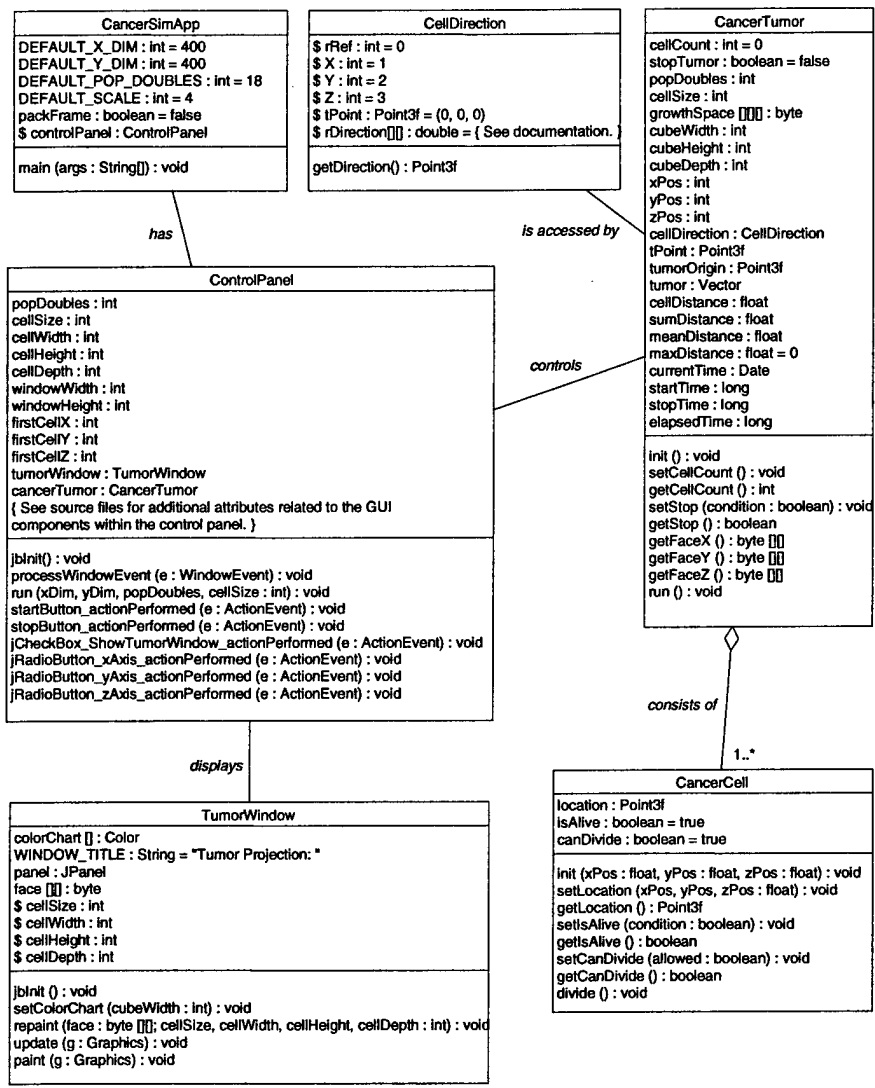 CancerSimApp
DEFAULT_X_DIM : int = 400
DEFAULT_Y_DIM : int = 400
DEFAULT_POP_DOUBLES : int = 18
DEFAULT_SCALE : int = 4
packFrame : boolean = false
$ controlPanel : ControlPanel
main (args : String[]) : void
CellDirection
$ rRef : int = 0
$ X : int = 1
$ Y : int = 2
$ Z : int = 3
$ tPoint : Point3f = (0, 0, 0)
$ rDirection[][] : double = { See documentation. }
getDirection() : Point3f
CancerTumor
cellCount : int = 0
stopTumor : boolean = false
popDoubles : int
cellSize : int
growthSpace [][][] : byte
cubeWidth : int
cubeHeight : int
cubeDepth : int
xPos : int
yPos : int
zPos : int
cellDirection : CellDirection
tPoint : Point3f
tumorOrigin : Point3f
tumor : Vector
cellDistance : float
sumDistance : float
meanDistance : float
maxDistance : float = 0
currentTime : Date
startTime : long
stopTime : long
elapsedTime : long
init () : void
setCellCount () : void
getCellCount () : int
setStop (condition : boolean) : void
getStop () : boolean
getFaceX () : byte [][]
getFaceY () : byte [][]
getFaceZ () : byte [][]
run () : void
has
is accessed by
controls
ControlPanel
popDoubles : int
cellSize : int
cellWidth : int
cellHeight : int
cellDepth : int
windowWidth : int
windowHeight : int
firstCellX : int
firstCellY : int
firstCellZ : int
tumorWindow : TumorWindow
cancerTumor : CancerTumor
{ See source files for additional attributes related to the GUI
components within the control panel. }
jbInit() : void
processWindowEvent (e : WindowEvent) : void
run (xDim, yDim, popDoubles, cellSize : int) : void
startButton_actionPerformed (e : ActionEvent) : void
stopButton_actionPerformed (e : ActionEvent) : void
jCheckBox_ShowTumorWindow_actionPerformed (e : ActionEvent) : void
jRadioButton_xAxis_actionPerformed (e : ActionEvent) : void
jRadioButton_yAxis_actionPerformed (e : ActionEvent) : void
jRadioButton_zAxis_actionPerformed (e : ActionEvent) : void
displays
consists of
1..*
TumorWindow
colorChart [] : Color
WINDOW_TITLE : String = "Tumor Projection: "
panel : JPanel
face [][] : byte
$ cellSize : int
$ cellWidth : int
$ cellHeight : int
$ cellDepth : int
jbInit () : void
setColorChart (cubeWidth : int) : void
repaint (face : byte [][]; cellSize, cellWidth, cellHeight, cellDepth : int) : void
update (g : Graphics) : void
paint (g : Graphics) : void
CancerCell
location : Point3f
isAlive : boolean = true
canDivide : boolean = true
init (xPos : float, yPos : float, zPos : float) : void
setLocation (xPos, yPos, zPos : float) : void
getLocation () : Point3f
setIsAlive (condition : boolean) : void
getIsAlive () : boolean
setCanDivide (allowed : boolean) : void
getCanDivide () : boolean
divide () : void